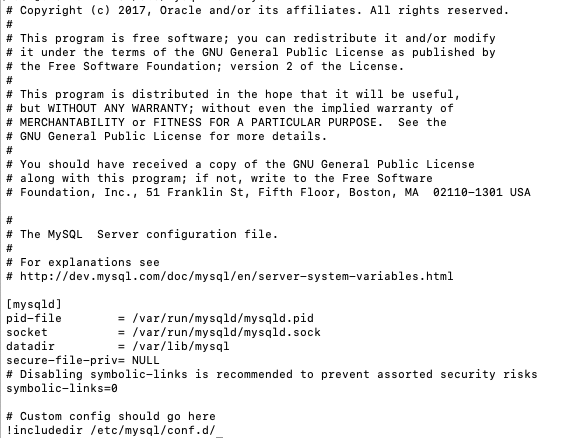 # Copyright (c) 2017, Oracle and/or its affiliates. All rights reserved.
#
# This program is free software; you can redistribute it and/or modify
# it under the terms of the GNU General Public License as published by
# the Free Software Foundation; version 2 of the License.
#
# This program is distributed in the hope that it will be useful,
# but WITHOUT ANY WARRANTY; without even the implied warranty of
# MERCHANTABILITY or FITNESS FOR A PARTICULAR PURPOSE.  See the
# GNU General Public License for more details.
#
# You should have received a copy of the GNU General Public License
# along with this program; if not, write to the Free Software
# Foundation, Inc., 51 Franklin St, Fifth Floor, Boston, MA  02110-1301 USA

#
# The MySQL  Server configuration file.
#
# For explanations see
# http://dev.mysql.com/doc/mysql/en/server-system-variables.html

[mysqld]
pid-file        = /var/run/mysqld/mysqld.pid
socket          = /var/run/mysqld/mysqld.sock
datadir         = /var/lib/mysql
secure-file-priv= NULL
# Disabling symbolic-links is recommended to prevent assorted security risks
symbolic-links=0

# Custom config should go here
!includedir /etc/mysql/conf.d/_